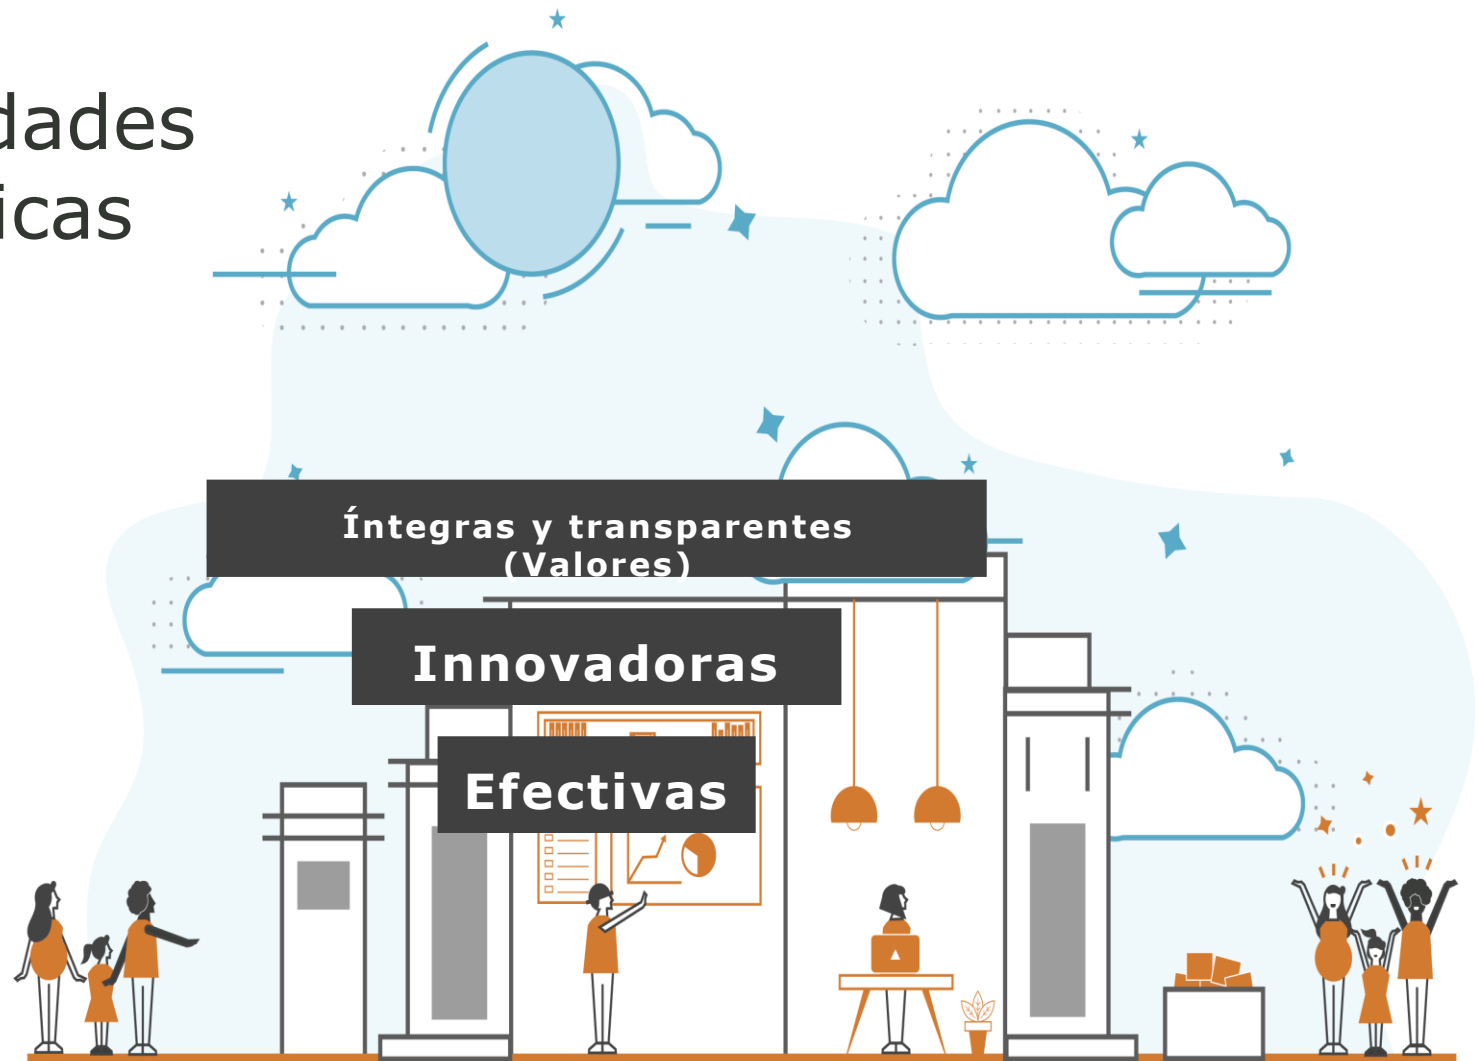 dades
icas
Íntegras y transparentes
(Valores)
Innovadoras
Efectivas